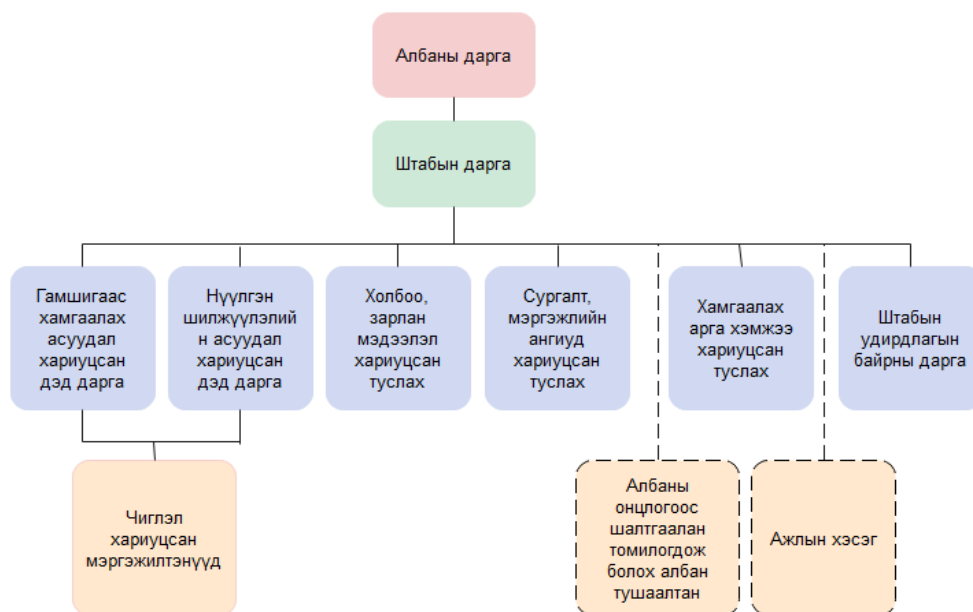 Албаны дарга
Штабын дарга
Гамшигаас
хамгаалах
асуудал
хариуцсан
дэд дарга
Нүүлгэн
шилжүүлэлий
н асуудал
хариуцсан
дэд дарга
Холбоо,
зарлан
мэдээлэл
хариуцсан
туслах
Сургалт,
мэргэжлийн
ангиуд
хариуцсан
туслах
Хамгаалах
арга хэмжээ
хариуцсан
туслах
Штабын
удирдлагын
байрны дарга
Чиглэл
хариуцсан
мэргэжилтэнүүд
Албаны
онцлогоос
шалтгаалан
томилогдож
болох албан
тушаалтан
Ажлын хэсэг